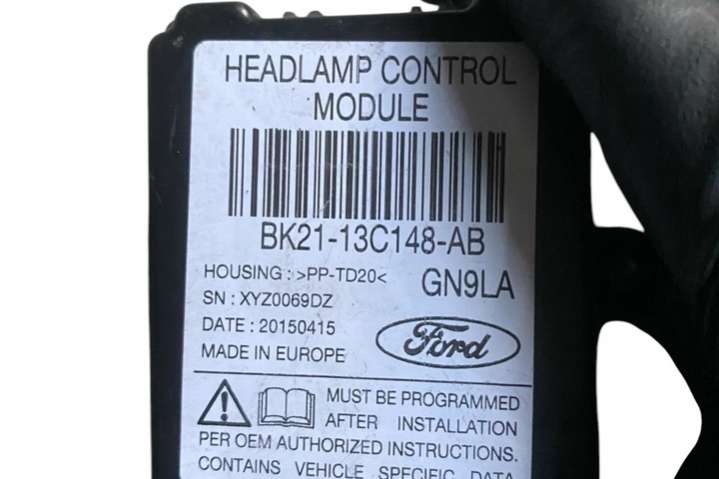 HEADLAMP CONTROL
MODULE
BK21-13C148-AB
HOUSING : >PP-TD20<
GN9LA
SN : XYZ0069DZ
DATE : 20150415
MADE IN EUROPE
Ford
MUST BE PROGRAMMED
AFTER INSTALLATION
PER OEM AUTHORIZED INSTRUCTIONS.
CONTAINS VEHICLE SPECIFIC DATA